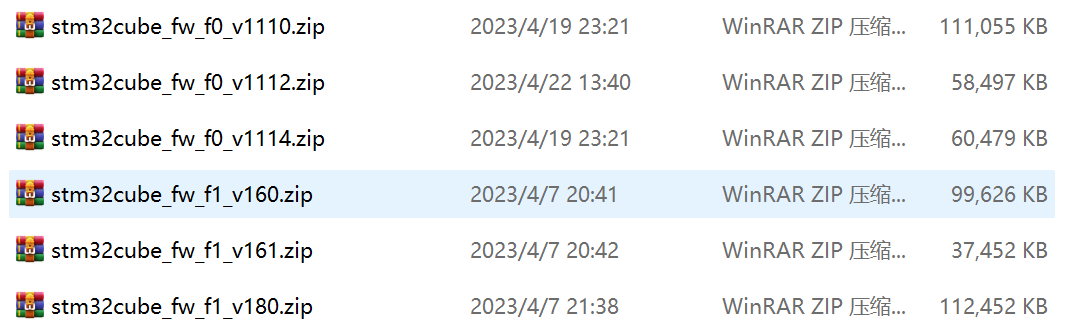 stm32cube_fw_f0_v1110.zip 2023/4/19 23:21 WinRAR ZIP 压缩... 111,055 KB
stm32cube_fw_f0_v1112.zip 2023/4/22 13:40 WinRAR ZIP 压缩... 58,497 KB
stm32cube_fw_f0_v1114.zip 2023/4/19 23:21 WinRAR ZIP 压缩... 60,479 KB
stm32cube_fw_f1_v160.zip 2023/4/7 20:41 WinRAR ZIP 压缩... 99,626 KB
stm32cube_fw_f1_v161.zip 2023/4/7 20:42 WinRAR ZIP 压缩... 37,452 KB
stm32cube_fw_f1_v180.zip 2023/4/7 21:38 WinRAR ZIP 压缩... 112,452 KB